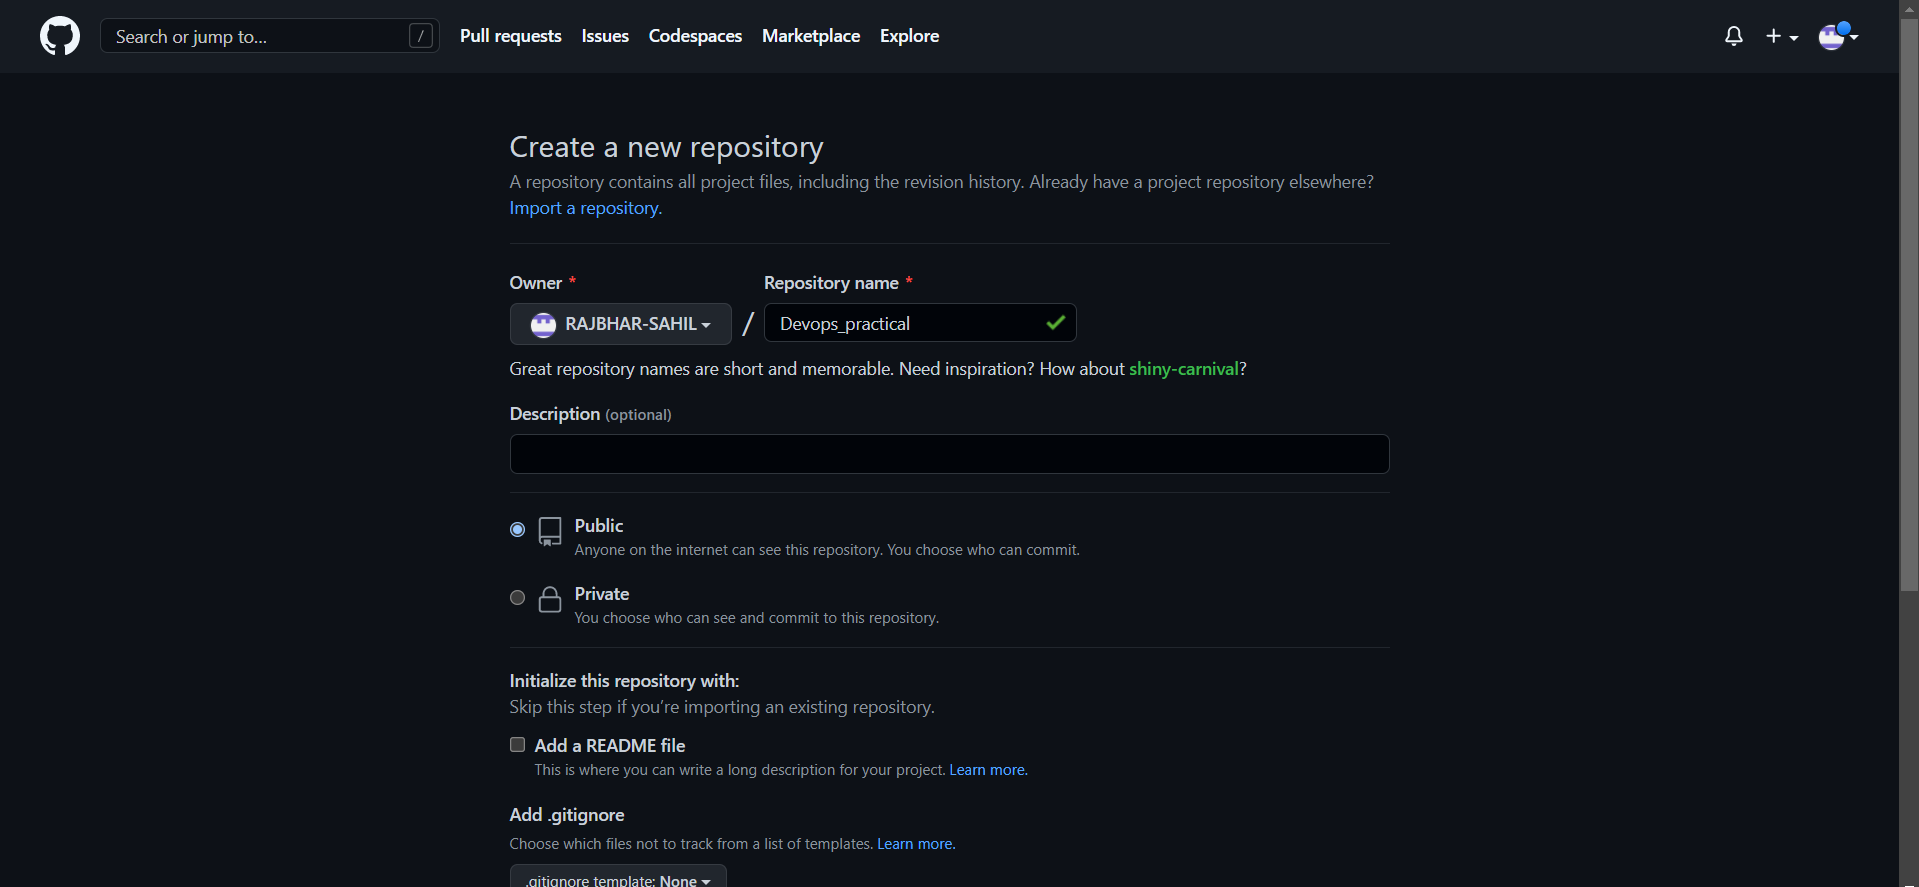 Search or jump to... /
Pull requests Issues Codespaces Marketplace Explore
Create a new repository
A repository contains all project files, including the revision history. Already have a project repository elsewhere?
Import a repository.
Owner * Repository name *
RAJBHAR-SAHIL / Devops_practical
Great repository names are short and memorable. Need inspiration? How about shiny-carnival?
Description (optional)
Public
Anyone on the internet can see this repository. You choose who can commit.
Private
You choose who can see and commit to this repository.
Initialize this repository with:
Skip this step if you’re importing an existing repository.
Add a README file
This is where you can write a long description for your project. Learn more.
Add .gitignore
Choose which files not to track from a list of templates. Learn more.
.gitignore template: None